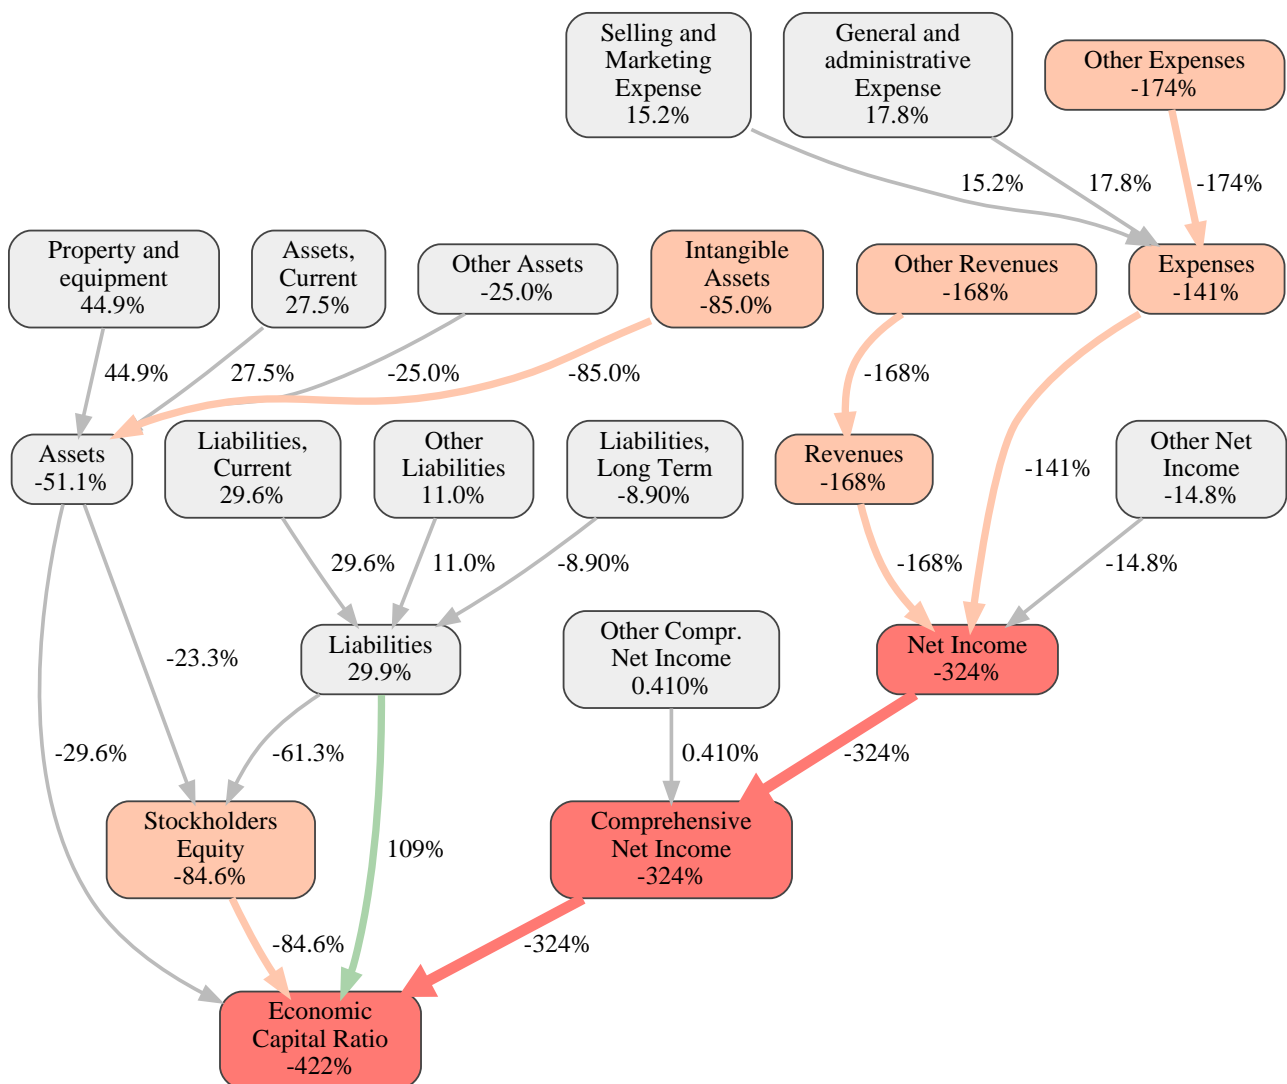 Selling and
Marketing
Expense
15.2%
General and
administrative
Expense
17.8%
Other Expenses
-174%
15.2%
17.8%
-174%
Property and
equipment
44.9%
Assets,
Current
27.5%
Other Assets
-25.0%
Intangible
Assets
-85.0%
Other Revenues
-168%
Expenses
-141%
44.9%
27.5%
-25.0%
-85.0%
-168%
-141%
Assets
-51.1%
Liabilities,
Current
29.6%
Other
Liabilities
11.0%
Liabilities,
Long Term
-8.90%
Revenues
-168%
Other Net
Income
-14.8%
29.6%
11.0%
-8.90%
-168%
-14.8%
-23.3%
Liabilities
29.9%
Other Compr.
Net Income
0.410%
Net Income
-324%
-29.6%
-61.3%
0.410%
-324%
Stockholders
Equity
-84.6%
109%
Comprehensive
Net Income
-324%
-84.6%
-324%
Economic
Capital Ratio
-422%